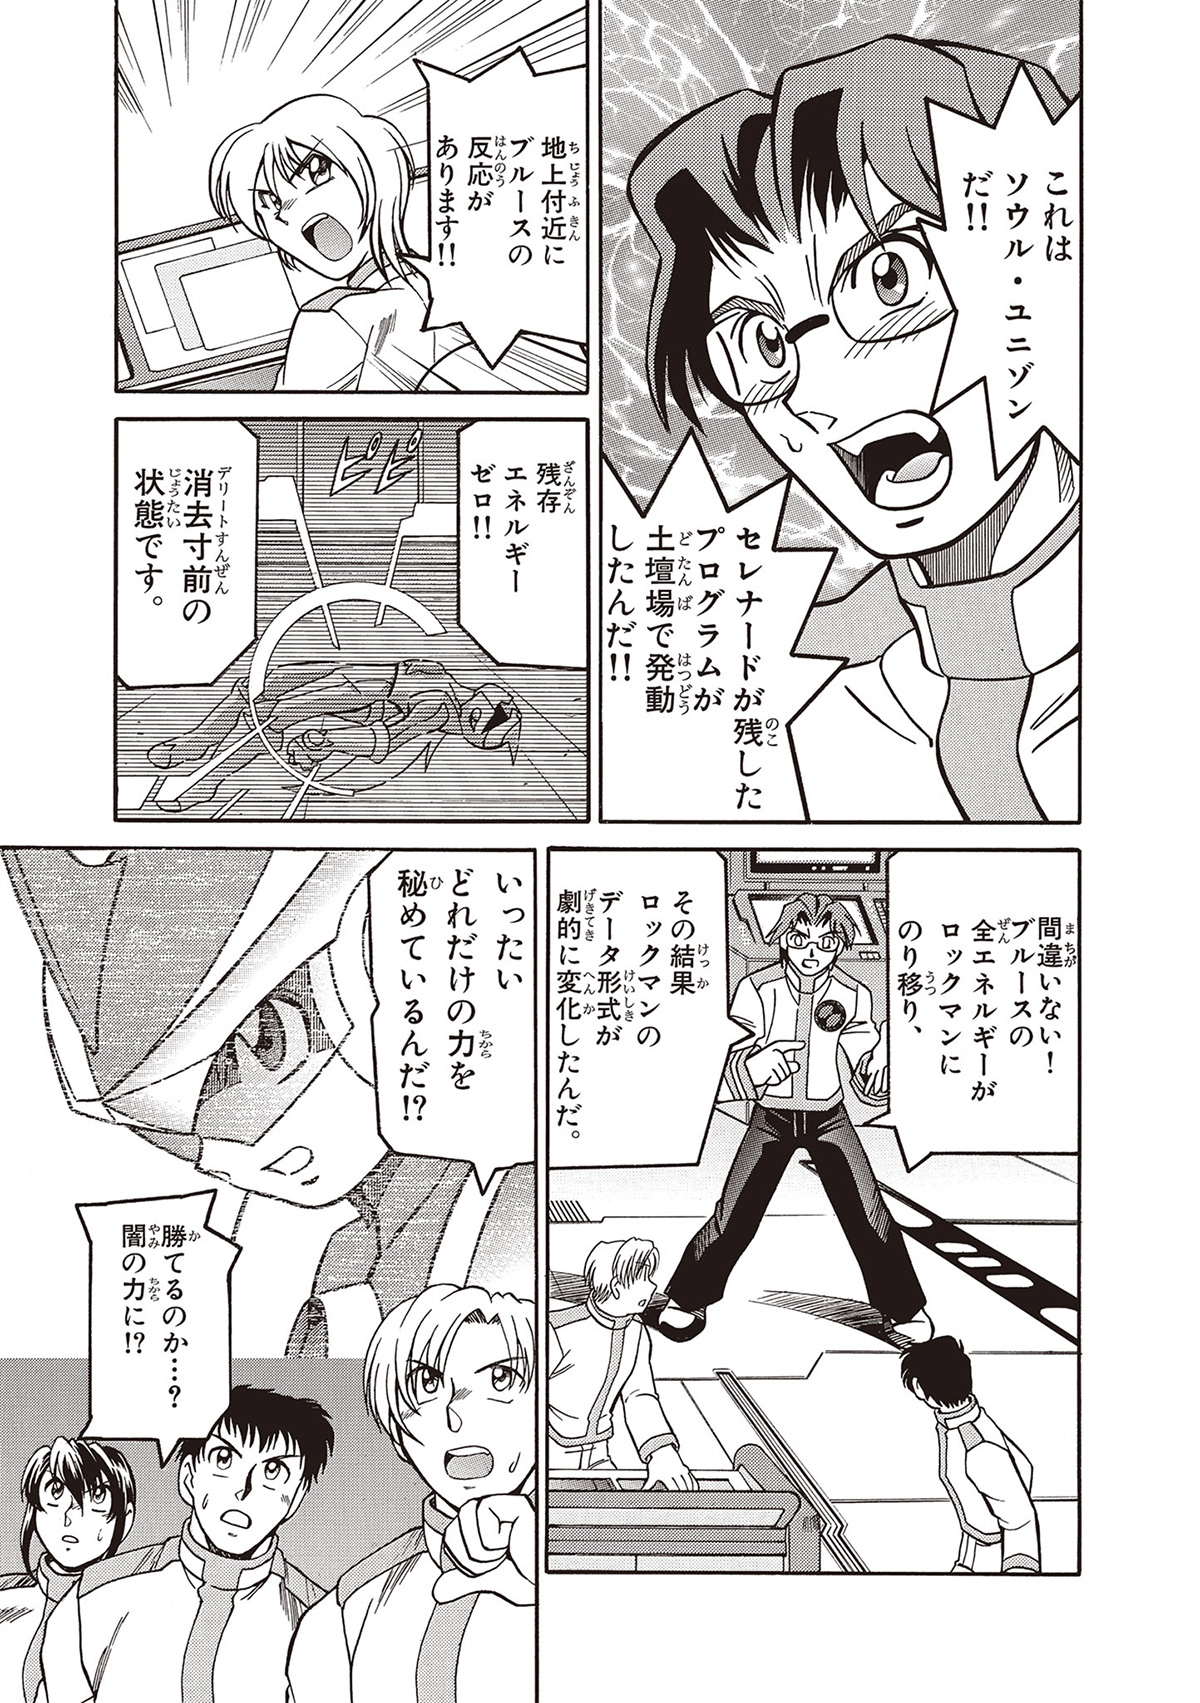 これは
ソウル・ユニゾン
だ!!
セレナードが残した
プログラムが
土壇場で発動
したんだ!!
地上付近に
ブルースの
反応が
あります!!
ピピピ
残存
エネルギー
ゼロ!!
消去寸前の
状態です。
間違いない!
ブルースの
全エネルギーが
ロックマンに
のり移り、
その結果
ロックマンの
データ形式が
劇的に変化したんだ。
いったい
どれだけの力を
秘めているんだ!?
勝てるのか…?
闇の力に!?